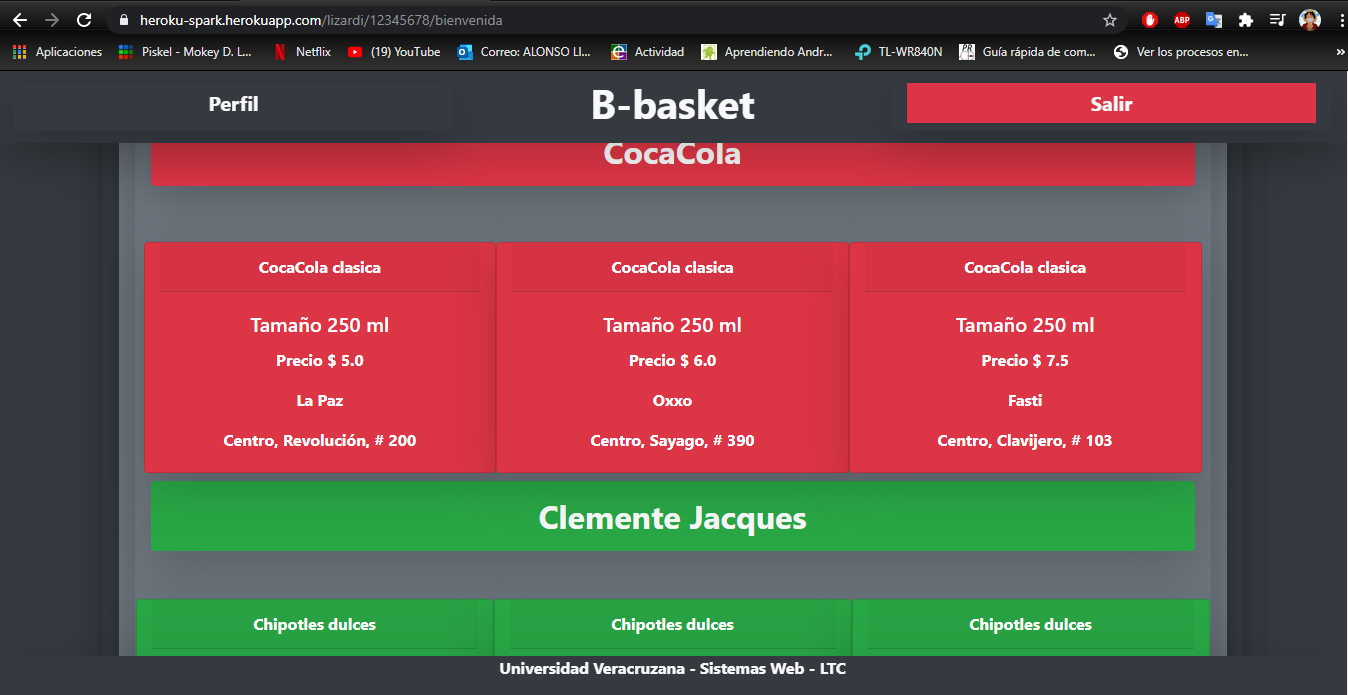 heroku-spark.herokuapp.com/lizardi/12345678/bienvenida
ABP
Aplicaciones
Piskel - Mokey D. L...
Netflix
(19) YouTube
Correo: ALONSO LI...
Actividad
Aprendiendo Andr...
TL-WR840N
PR
Guía rápida de com...
Ver los procesos en...
»
Perfil
B-basket
Salir
CocaCola
CocaCola clasica
Tamaño 250 ml
Precio $ 5.0
La Paz
Centro, Revolución, # 200
CocaCola clasica
Tamaño 250 ml
Precio $ 6.0
Oxxo
Centro, Sayago, # 390
CocaCola clasica
Tamaño 250 ml
Precio $ 7.5
Fasti
Centro, Clavijero, # 103
Clemente Jacques
Chipotles dulces
Chipotles dulces
Chipotles dulces
Universidad Veracruzana - Sistemas Web - LTC